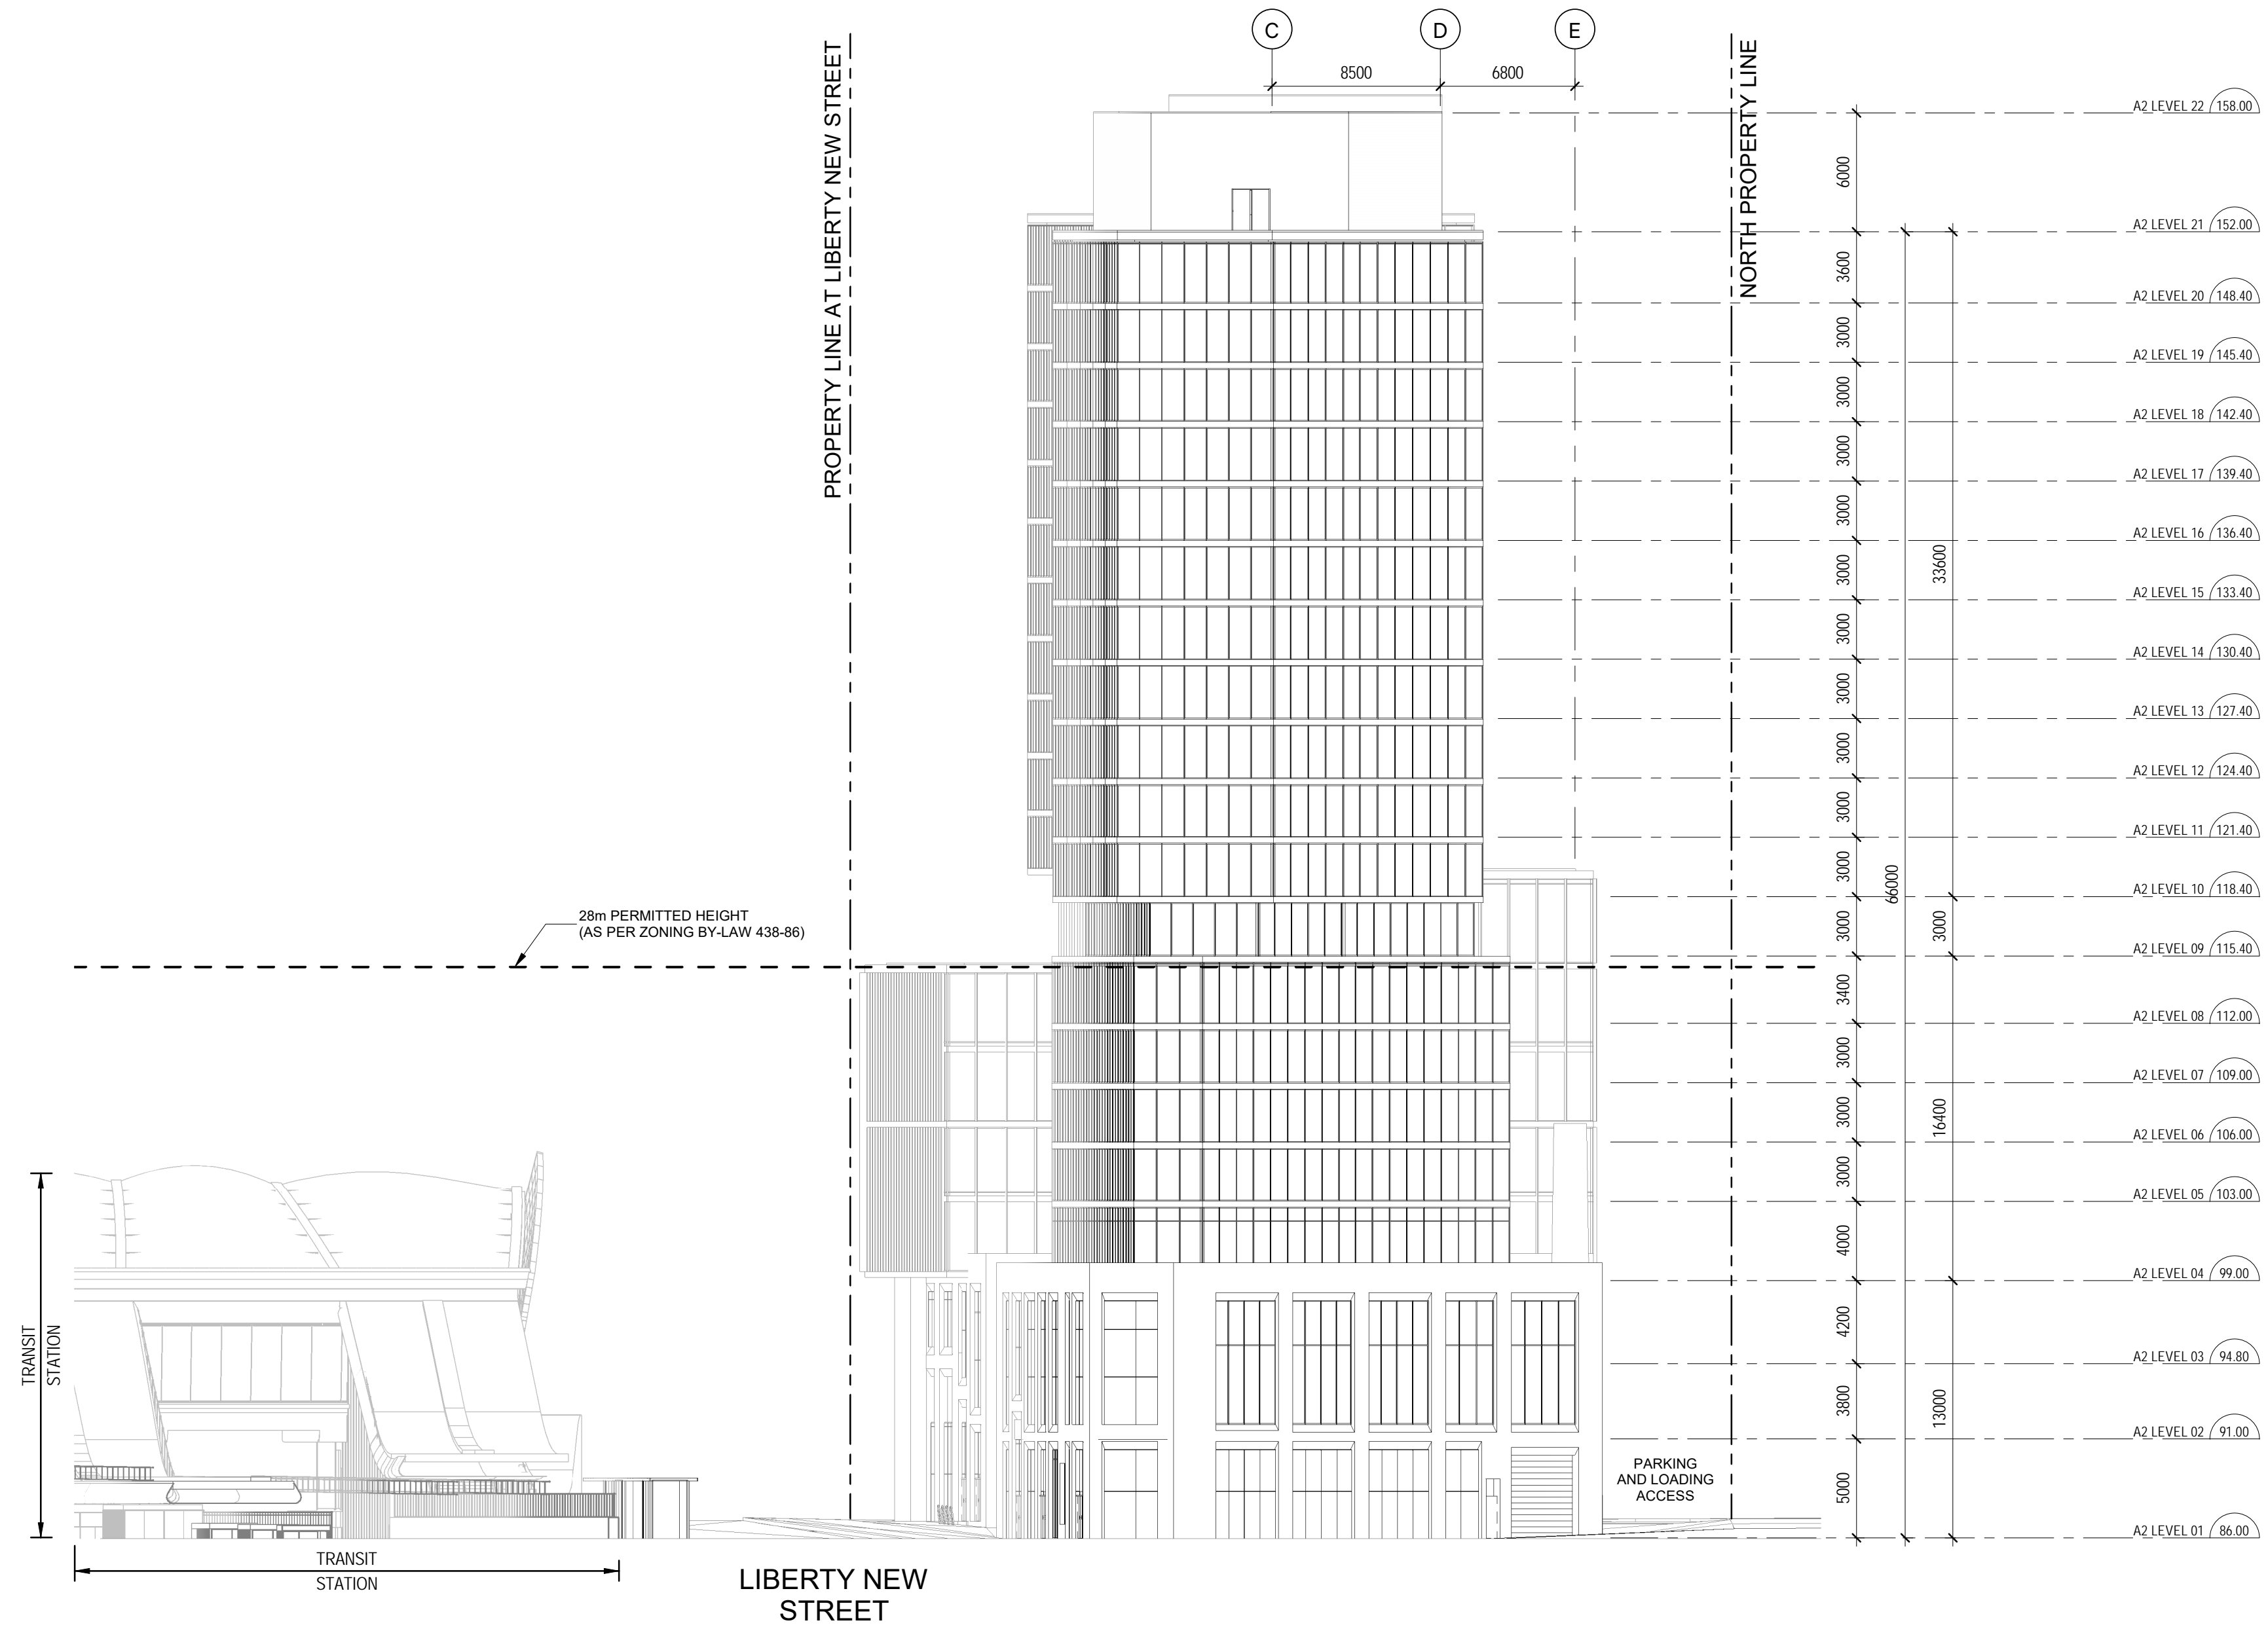 C
D
E
8500
6800
PROPERTY LINE AT LIBERTY NEW STREET
NORTH PROPERTY LINE
A2 LEVEL 22 158.00
6000
A2 LEVEL 21 152.00
3600
A2 LEVEL 20 148.40
3000
A2 LEVEL 19 145.40
3000
A2 LEVEL 18 142.40
3000
A2 LEVEL 17 139.40
3000
A2 LEVEL 16 136.40
3000
33600
A2 LEVEL 15 133.40
3000
A2 LEVEL 14 130.40
3000
A2 LEVEL 13 127.40
3000
A2 LEVEL 12 124.40
3000
A2 LEVEL 11 121.40
3000
66000
A2 LEVEL 10 118.40
3000
3000
A2 LEVEL 09 115.40
28m PERMITTED HEIGHT
(AS PER ZONING BY-LAW 438-86)
3400
A2 LEVEL 08 112.00
3000
A2 LEVEL 07 109.00
3000
16400
A2 LEVEL 06 106.00
3000
A2 LEVEL 05 103.00
4000
A2 LEVEL 04 99.00
4200
A2 LEVEL 03 94.80
3800
13000
A2 LEVEL 02 91.00
5000
A2 LEVEL 01 86.00
TRANSIT
STATION
PARKING
AND LOADING
ACCESS
TRANSIT
STATION
LIBERTY NEW
STREET